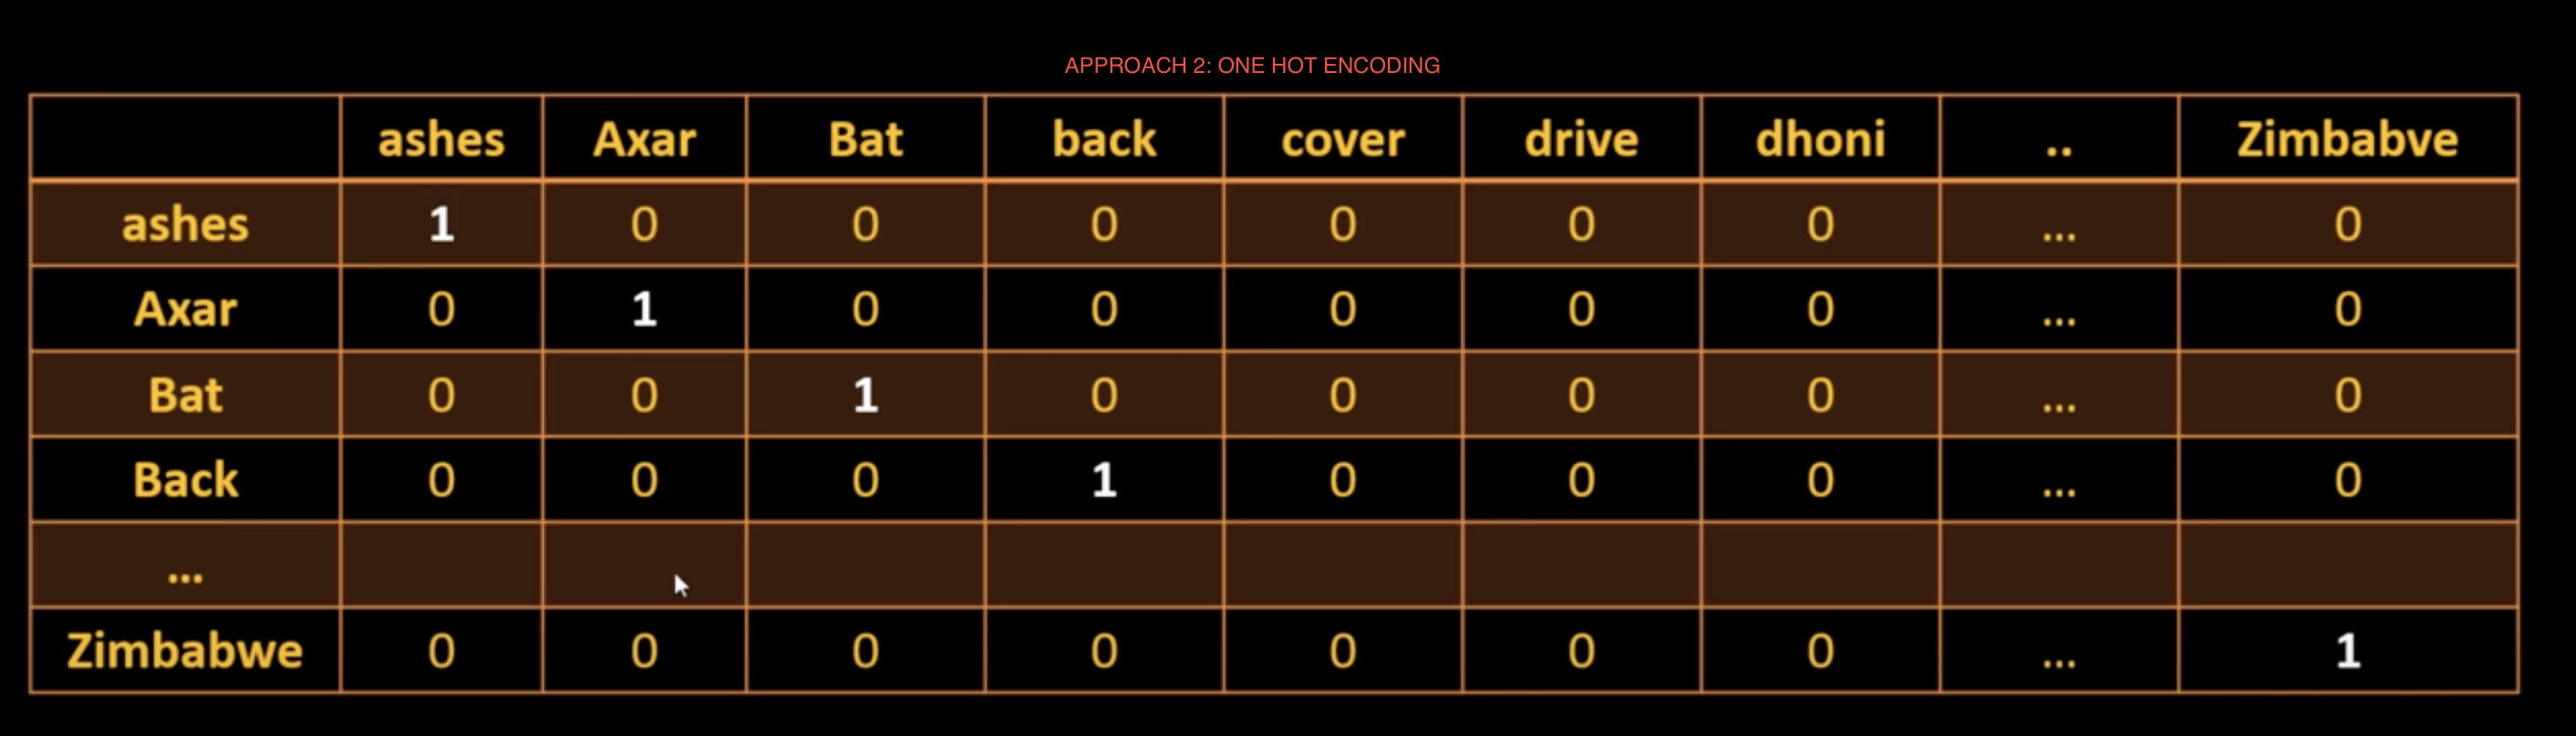 APPROACH 2: ONE HOT ENCODING
ashes Axar Bat back cover drive dhoni .. Zimbabve
ashes 1 0 0 0 0 0 0 ... 0
Axar 0 1 0 0 0 0 0 ... 0
Bat 0 0 1 0 0 0 0 ... 0
Back 0 0 0 1 0 0 0 ... 0
...
Zimbabwe 0 0 0 0 0 0 0 ... 1